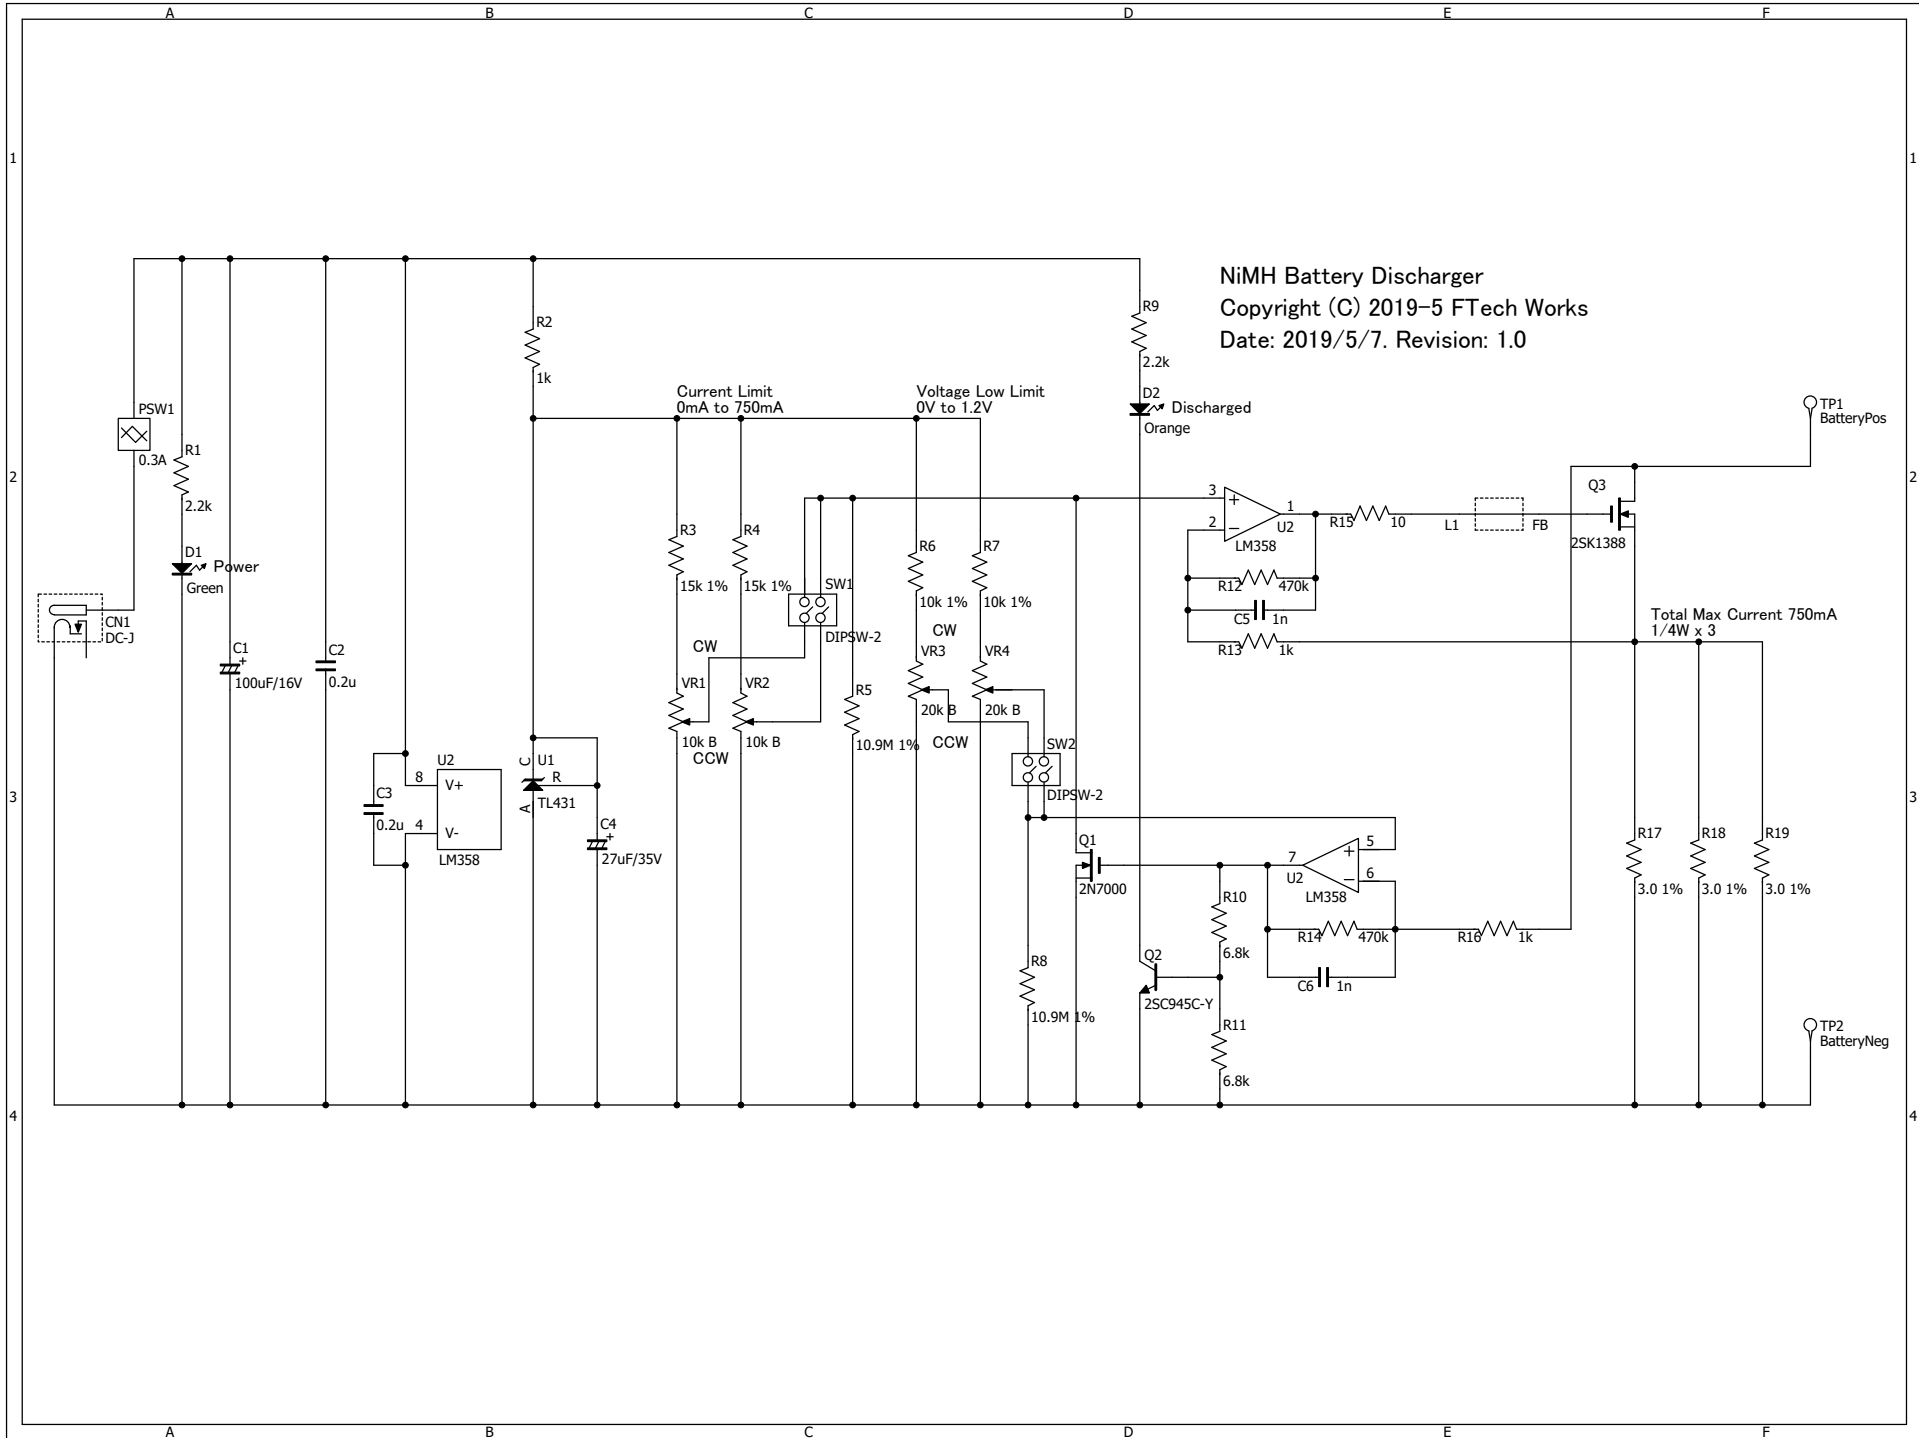 A B C D E F
1 1
NiMH Battery Discharger
Copyright (C) 2019-5 FTech Works
Date: 2019/5/7. Revision: 1.0
R9
2.2k
R2
1k
Current Limit
0mA to 750mA
Voltage Low Limit
0V to 1.2V
D2
Discharged
Orange
TP1
BatteryPos
PSW1
0.3A
R1
2.2k
2 2
D1
Power
Green
CN1
DC-J
C1
+
100uF/16V
C2
0.2u
R3
15k 1%
R4
15k 1%
SW1
DIPSW-2
R6
10k 1%
R7
10k 1%
3
+
2
−
1
U2
LM358
R15
10
L1
FB
Q3
2SK1388
R12
470k
C5
1n
R13
1k
Total Max Current 750mA
1/4W x 3
CW
VR1
10k B
CCW
VR2
10k B
R5
10.9M 1%
CW
VR3
20k B
CCW
VR4
20k B
SW2
DIPSW-2
3 3
U2
8
V+
4
V-
LM358
C3
0.2u
C
U1
R
TL431
A
C4
+
27uF/35V
Q1
2N7000
7
U2
+
5
−
6
LM358
R17
3.0 1%
R18
3.0 1%
R19
3.0 1%
R10
6.8k
R14
470k
R16
1k
C6
1n
Q2
2SC945C-Y
R8
10.9M 1%
R11
6.8k
TP2
BatteryNeg
4 4
A B C D E F